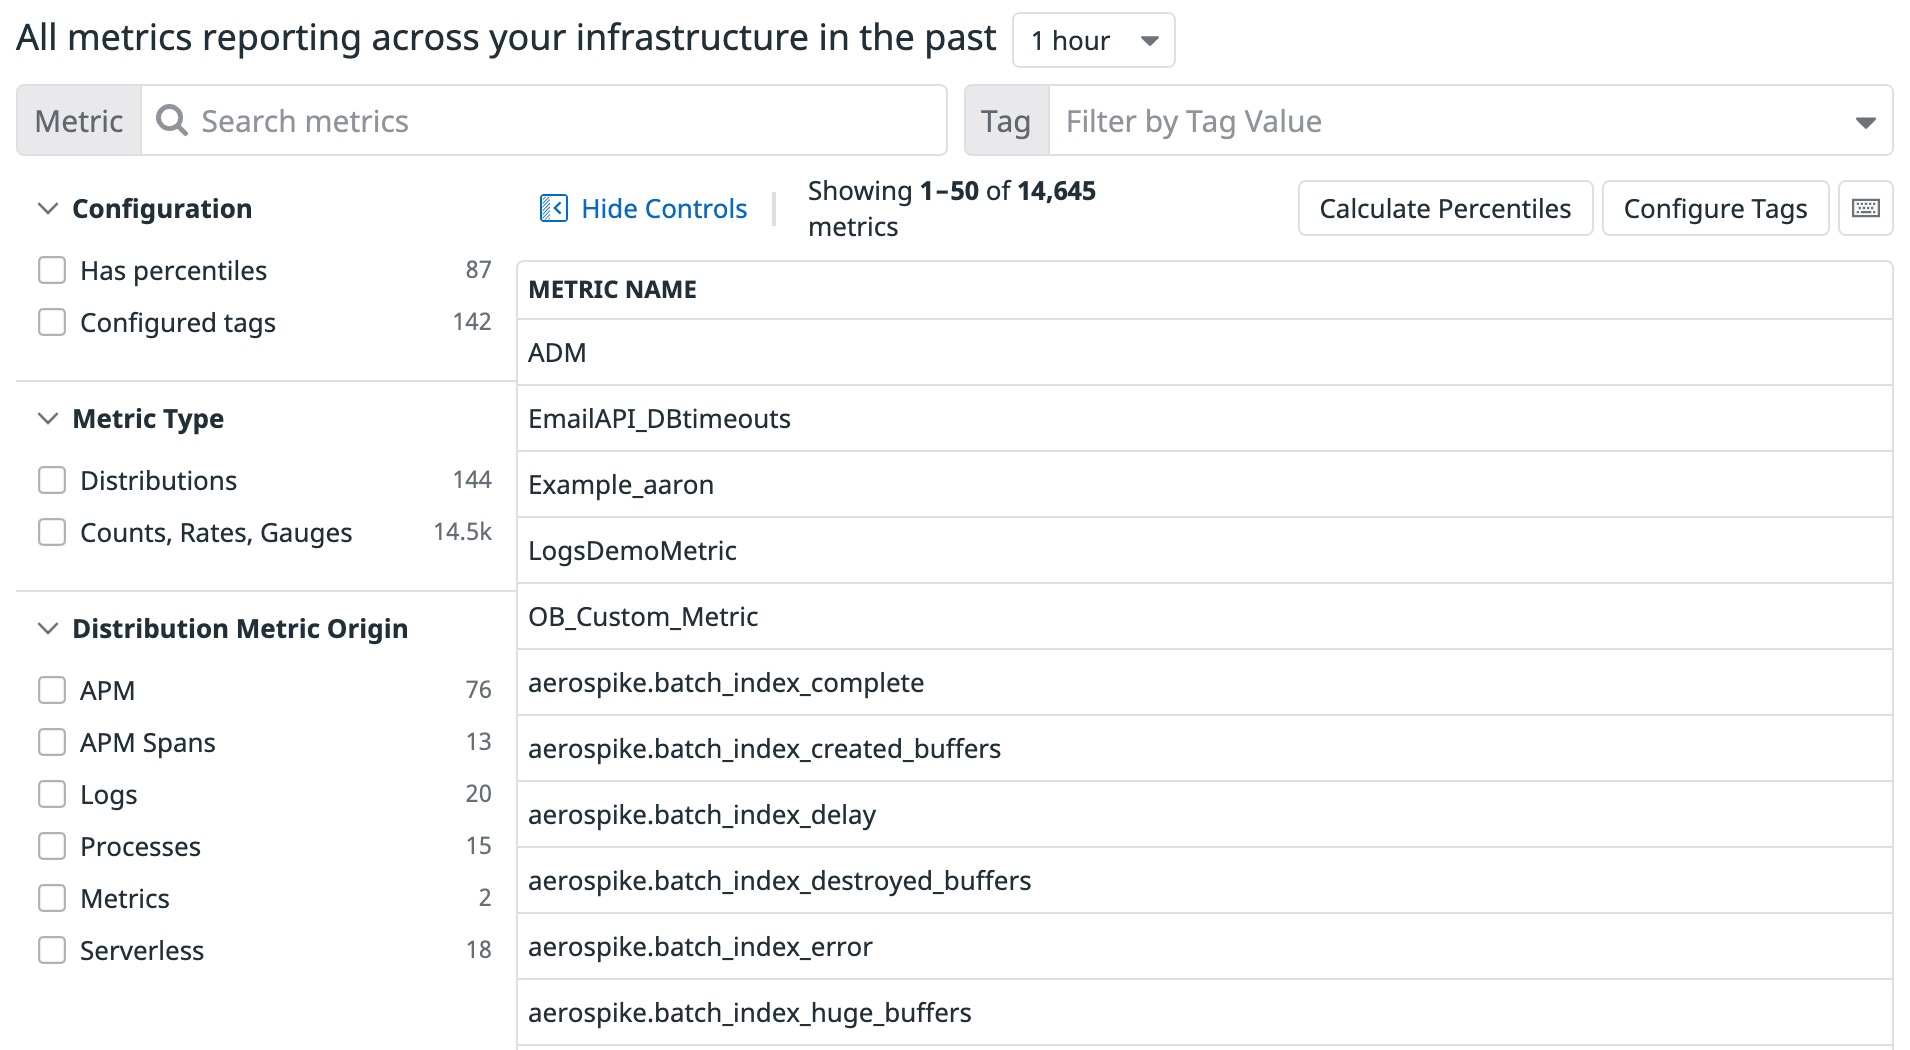 All metrics reporting across your infrastructure in the past 1 hour
Metric Search metrics Tag Filter by Tag Value
Configuration
Has percentiles 87
Configured tags 142
Metric Type
Distributions 144
Counts, Rates, Gauges 14.5k
Distribution Metric Origin
APM 76
APM Spans 13
Logs 20
Processes 15
Metrics 2
Serverless 18
Hide Controls
Showing 1–50 of 14,645
metrics
Calculate Percentiles
Configure Tags
METRIC NAME
ADM
EmailAPI_DBtimeouts
Example_aaron
LogsDemoMetric
OB_Custom_Metric
aerospike.batch_index_complete
aerospike.batch_index_created_buffers
aerospike.batch_index_delay
aerospike.batch_index_destroyed_buffers
aerospike.batch_index_error
aerospike.batch_index_huge_buffers